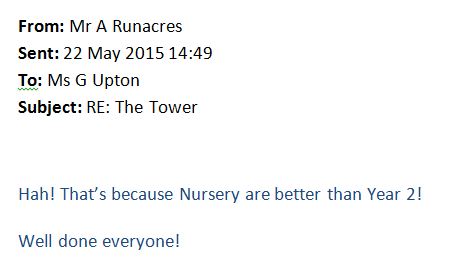 From: Mr A Runacres
Sent: 22 May 2015 14:49
To: Ms G Upton
Subject: RE: The Tower
Hah! That's because Nursery are better than Year 2!
Well done everyone!